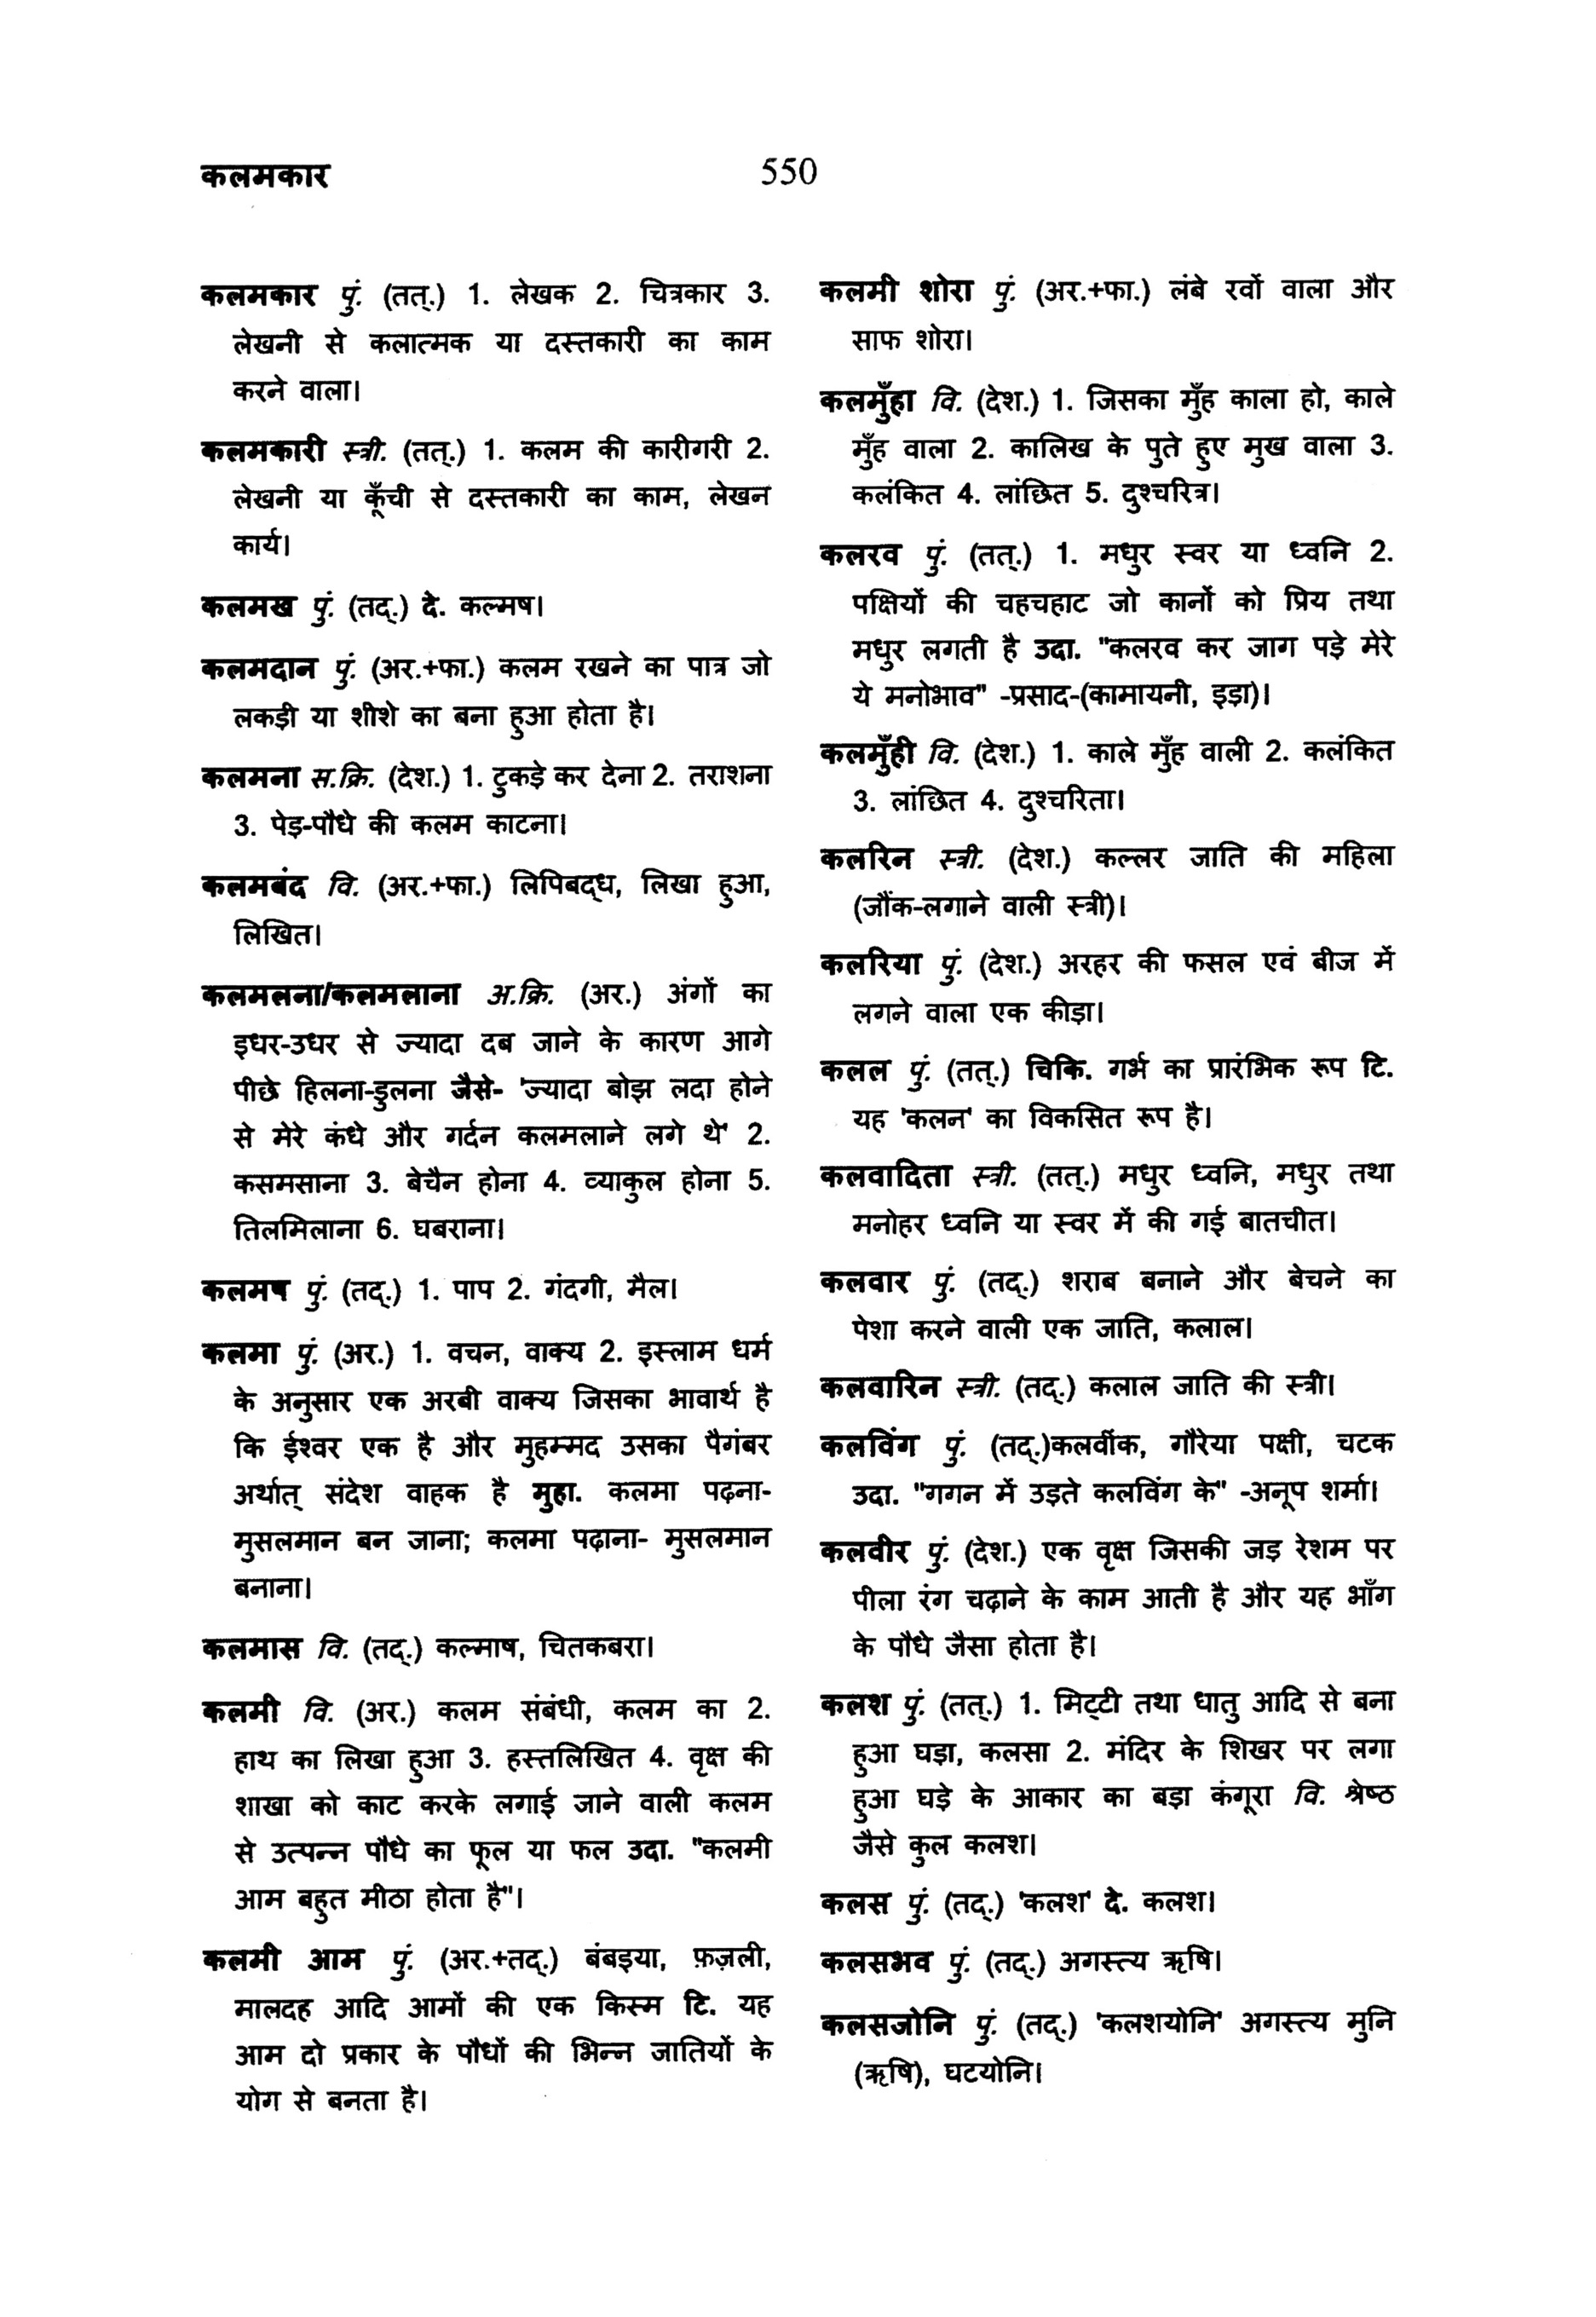 कलमकार
550
कलमकार पुं. (तत्.) 1. लेखक 2. चित्रकार 3.
लेखनी से कलात्मक या दस्तकारी का काम
करने वाला।
कलमकारी स्त्री. (तत्.) 1. कलम की कारीगरी 2.
लेखनी या कूँची से दस्तकारी का काम, लेखन
कार्य।
कलमख पुं. (तद्.) दे. कल्मष।
कलमदान पुं. (अर.+फा.) कलम रखने का पात्र जो
लकड़ी या शीशे का बना हुआ होता है।
कलमना स.क्रि. (देश.) 1. टुकड़े कर देना 2. तराशना
3. पेड़-पौधे की कलम काटना।
कलमबंद वि. (अर.+फा.) लिपिबद्ध, लिखा हुआ,
लिखित।
कलमलना/कलमलाना अ.क्रि. (अर.) अंगों का
इधर-उधर से ज्यादा दब जाने के कारण आगे
पीछे हिलना-डुलना जैसे- 'ज्यादा बोझ लदा होने
से मेरे कंधे और गर्दन कलमलाने लगे थे' 2.
कसमसाना 3. बेचैन होना 4. व्याकुल होना 5.
तिलमिलाना 6. घबराना।
कलमष पुं. (तद्.) 1. पाप 2. गंदगी, मैल।
कलमा पुं. (अर.) 1. वचन, वाक्य 2. इस्लाम धर्म
के अनुसार एक अरबी वाक्य जिसका भावार्थ है
कि ईश्वर एक है और मुहम्मद उसका पैगंबर
अर्थात् संदेश वाहक है मुहा. कलमा पढ़ना-
मुसलमान बन जाना; कलमा पढ़ाना- मुसलमान
बनाना।
कलमास वि. (तद्.) कल्माष, चितकबरा।
कलमी वि. (अर.) कलम संबंधी, कलम का 2.
हाथ का लिखा हुआ 3. हस्तलिखित 4. वृक्ष की
शाखा को काट करके लगाई जाने वाली कलम
से उत्पन्न पौधे का फूल या फल उदा. "कलमी
आम बहुत मीठा होता है"।
कलमी आम पुं. (अर.+तद्.) बंबइया, फ़ज़ली,
मालदह आदि आमों की एक किस्म टि. यह
आम दो प्रकार के पौधों की भिन्न जातियों के
योग से बनता है।
कलमी शोरा पुं. (अर.+फा.) लंबे रवों वाला और
साफ शोरा।
कलमुँहा वि. (देश.) 1. जिसका मुँह काला हो, काले
मुँह वाला 2. कालिख के पुते हुए मुख वाला 3.
कलंकित 4. लांछित 5. दुश्चरित्र।
कलरव पुं. (तत्.) 1. मधुर स्वर या ध्वनि 2.
पक्षियों की चहचहाट जो कानों को प्रिय तथा
मधुर लगती है उदा. "कलरव कर जाग पड़े मेरे
ये मनोभाव" -प्रसाद-(कामायनी, इड़ा)।
कलमुँही वि. (देश.) 1. काले मुँह वाली 2. कलंकित
3. लांछित 4. दुश्चरिता।
कलरिन स्त्री. (देश.) कल्लर जाति की महिला
(जौंक-लगाने वाली स्त्री)।
कलरिया पुं. (देश.) अरहर की फसल एवं बीज में
लगने वाला एक कीड़ा।
कलल पुं. (तत्.) चिकि. गर्भ का प्रारंभिक रूप टि.
यह 'कलन' का विकसित रूप है।
कलवादिता स्त्री. (तत्.) मधुर ध्वनि, मधुर तथा
मनोहर ध्वनि या स्वर में की गई बातचीत।
कलवार पुं. (तद्.) शराब बनाने और बेचने का
पेशा करने वाली एक जाति, कलाल।
कलवारिन स्त्री. (तद्.) कलाल जाति की स्त्री।
कलविंग पुं. (तद्.)कलर्वीक, गौरेया पक्षी, चटक
उदा. "गगन में उड़ते कलविंग के" -अनूप शर्मा।
कलवीर पुं. (देश.) एक वृक्ष जिसकी जड़ रेशम पर
पीला रंग चढ़ाने के काम आती है और यह भाँग
के पौधे जैसा होता है।
कलश पुं. (तत्.) 1. मिट्टी तथा धातु आदि से बना
हुआ घड़ा, कलसा 2. मंदिर के शिखर पर लगा
हुआ घड़े के आकार का बड़ा कंगूरा वि. श्रेष्ठ
जैसे कुल कलश।
कलस पुं. (तद्.) 'कलश' दे. कलश।
कलसभव पुं. (तद्.) अगस्त्य ऋषि।
कलसजोनि पुं. (तद्.) 'कलशयोनि' अगस्त्य मुनि
(ऋषि), घटयोनि।